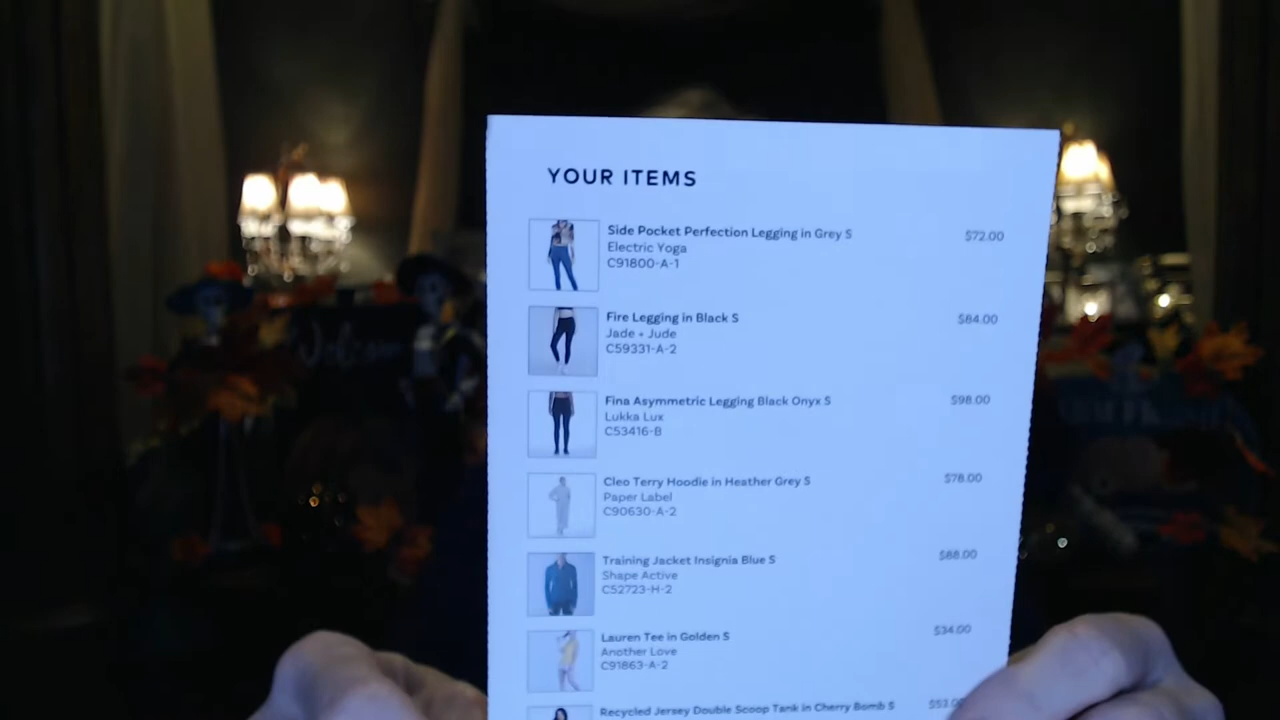 YOUR ITEMS
Side Pocket Perfection Legging in Grey S $72.00
Electric Yoga
C91800-A-1
Fire Legging in Black S $84.00
Jade + Jude
C59331-A-2
Fina Asymmetric Legging Black Onyx S $98.00
Lukka Lux
C53416-B
Cleo Terry Hoodie in Heather Grey S $78.00
Paper Label
C90630-A-2
Training Jacket Insignia Blue S $88.00
Shape Active
C52723-H-2
Lauren Tee in Golden S $34.00
Another Love
C91863-A-2
Recycled Jersey Double Scoop Tank in Cherry Bomb S